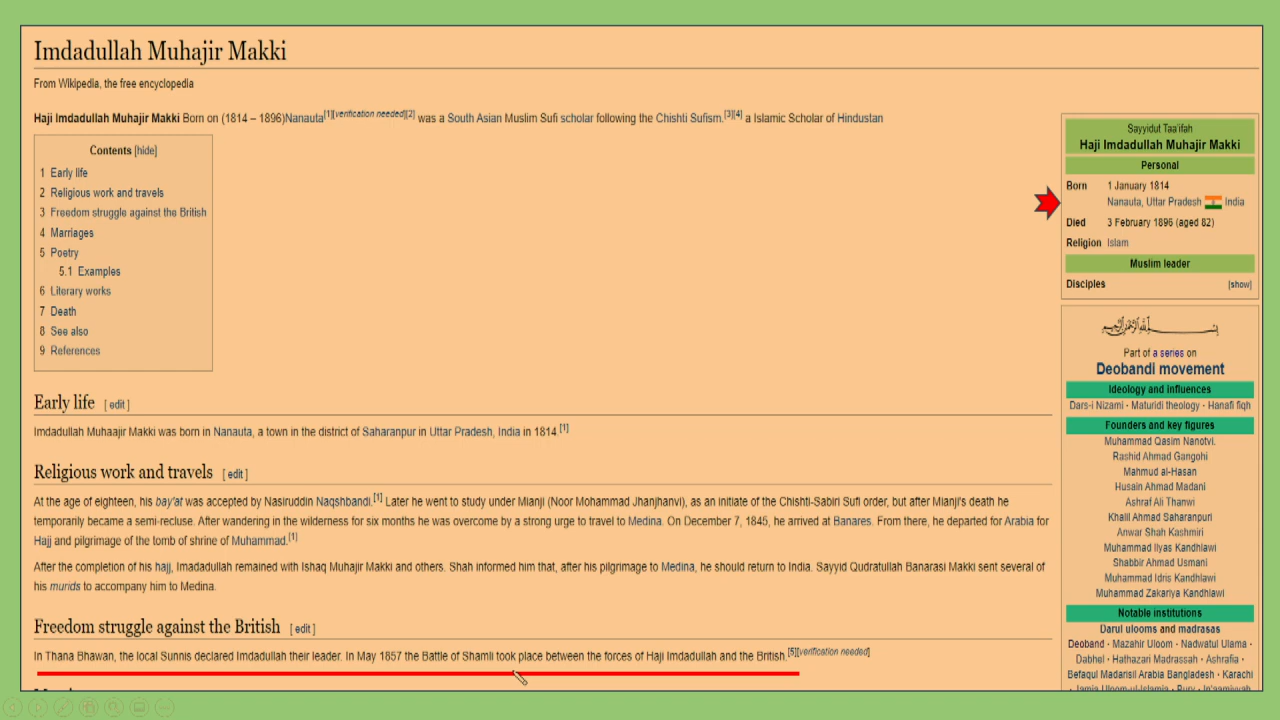 Imdadullah Muhajir Makki
From Wikipedia, the free encyclopedia
Haji Imdadullah Muhajir Makki Born on (1814 – 1896)Nanauta[1][verification needed][2] was a South Asian Muslim Sufi scholar following the Chishti Sufism.[3][4] a Islamic Scholar of Hindustan
Contents [hide]
1 Early life
2 Religious work and travels
3 Freedom struggle against the British
4 Marriages
5 Poetry
5.1 Examples
6 Literary works
7 Death
8 See also
9 References
Early life [ edit ]
Imdadullah Muhaajir Makki was born in Nanauta, a town in the district of Saharanpur in Uttar Pradesh, India in 1814.[1]
Religious work and travels [ edit ]
At the age of eighteen, his bay'at was accepted by Nasiruddin Naqshbandi.[1] Later he went to study under Mianji (Noor Mohammad Jhanjhanvi), as an initiate of the Chishti-Sabiri Sufi order, but after Mianji's death he
temporarily became a semi-recluse. After wandering in the wilderness for six months he was overcome by a strong urge to travel to Medina. On December 7, 1845, he arrived at Banares. From there, he departed for Arabia for
Hajj and pilgrimage of the tomb of shrine of Muhammad.[1]
After the completion of his hajj, Imadadullah remained with Ishaq Muhajir Makki and others. Shah informed him that, after his pilgrimage to Medina, he should return to India. Sayyid Qudratullah Banarasi Makki sent several of
his murids to accompany him to Medina.
Freedom struggle against the British [ edit ]
In Thana Bhawan, the local Sunnis declared Imdadullah their leader. In May 1857 the Battle of Shamli took place between the forces of Haji Imdadullah and the British.[5][verification needed]
Sayyidut Taa'ifah
Haji Imdadullah Muhajir Makki
Personal
Born 1 January 1814
Nanauta, Uttar Pradesh India
Died 3 February 1896 (aged 82)
Religion Islam
Muslim leader
Disciples [show]
Part of a series on
Deobandi movement
Ideology and influences
Dars-i Nizami · Maturidi theology · Hanafi fiqh
Founders and key figures
Muhammad Qasim Nanotvi.
Rashid Ahmad Gangohi
Mahmud al-Hasan
Husain Ahmad Madani
Ashraf Ali Thanwi
Khalil Ahmad Saharanpuri
Anwar Shah Kashmiri
Muhammad Ilyas Kandhlawi
Shabbir Ahmad Usmani
Muhammad Idris Kandhlawi
Muhammad Zakariya Kandhlawi
Notable institutions
Darul ulooms and madrasas
Deoband · Mazahir Uloom · Nadwatul Ulama ·
Dabhel · Hathazari Madrassah · Ashrafia ·
Befaqul Madarisil Arabia Bangladesh · Karachi